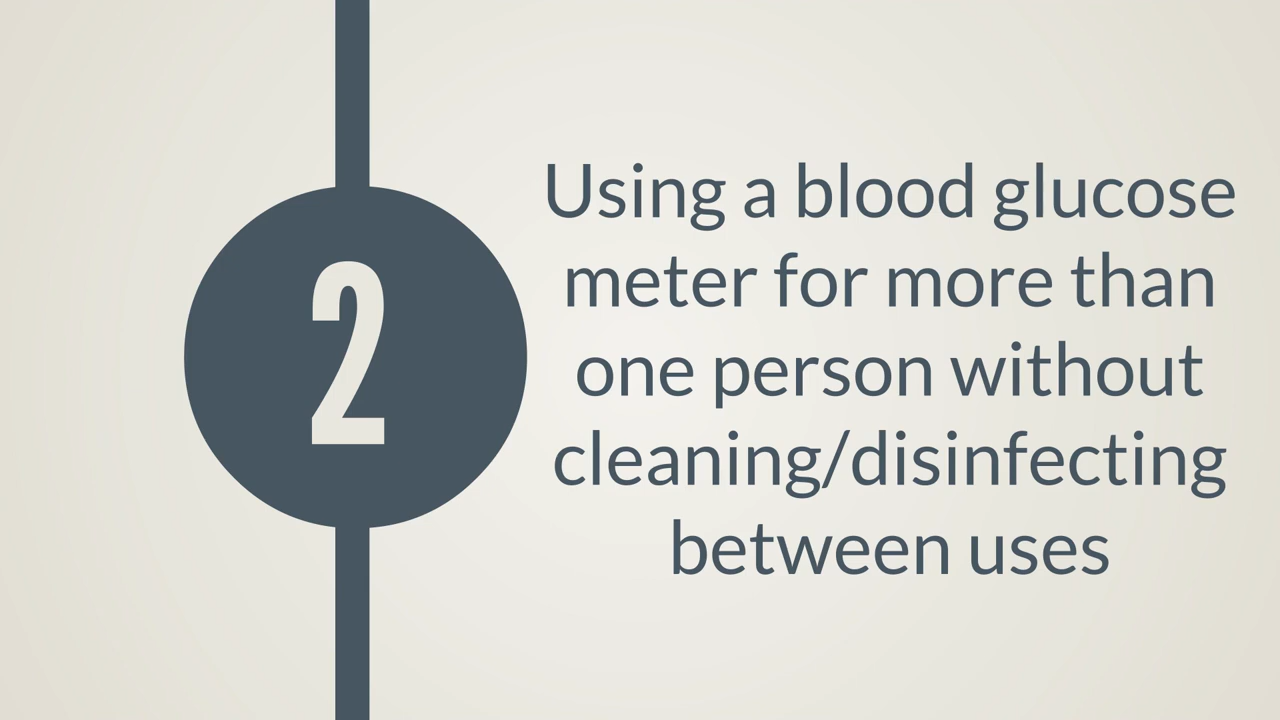 2
Using a blood glucose
meter for more than
one person without
cleaning/disinfecting
between uses